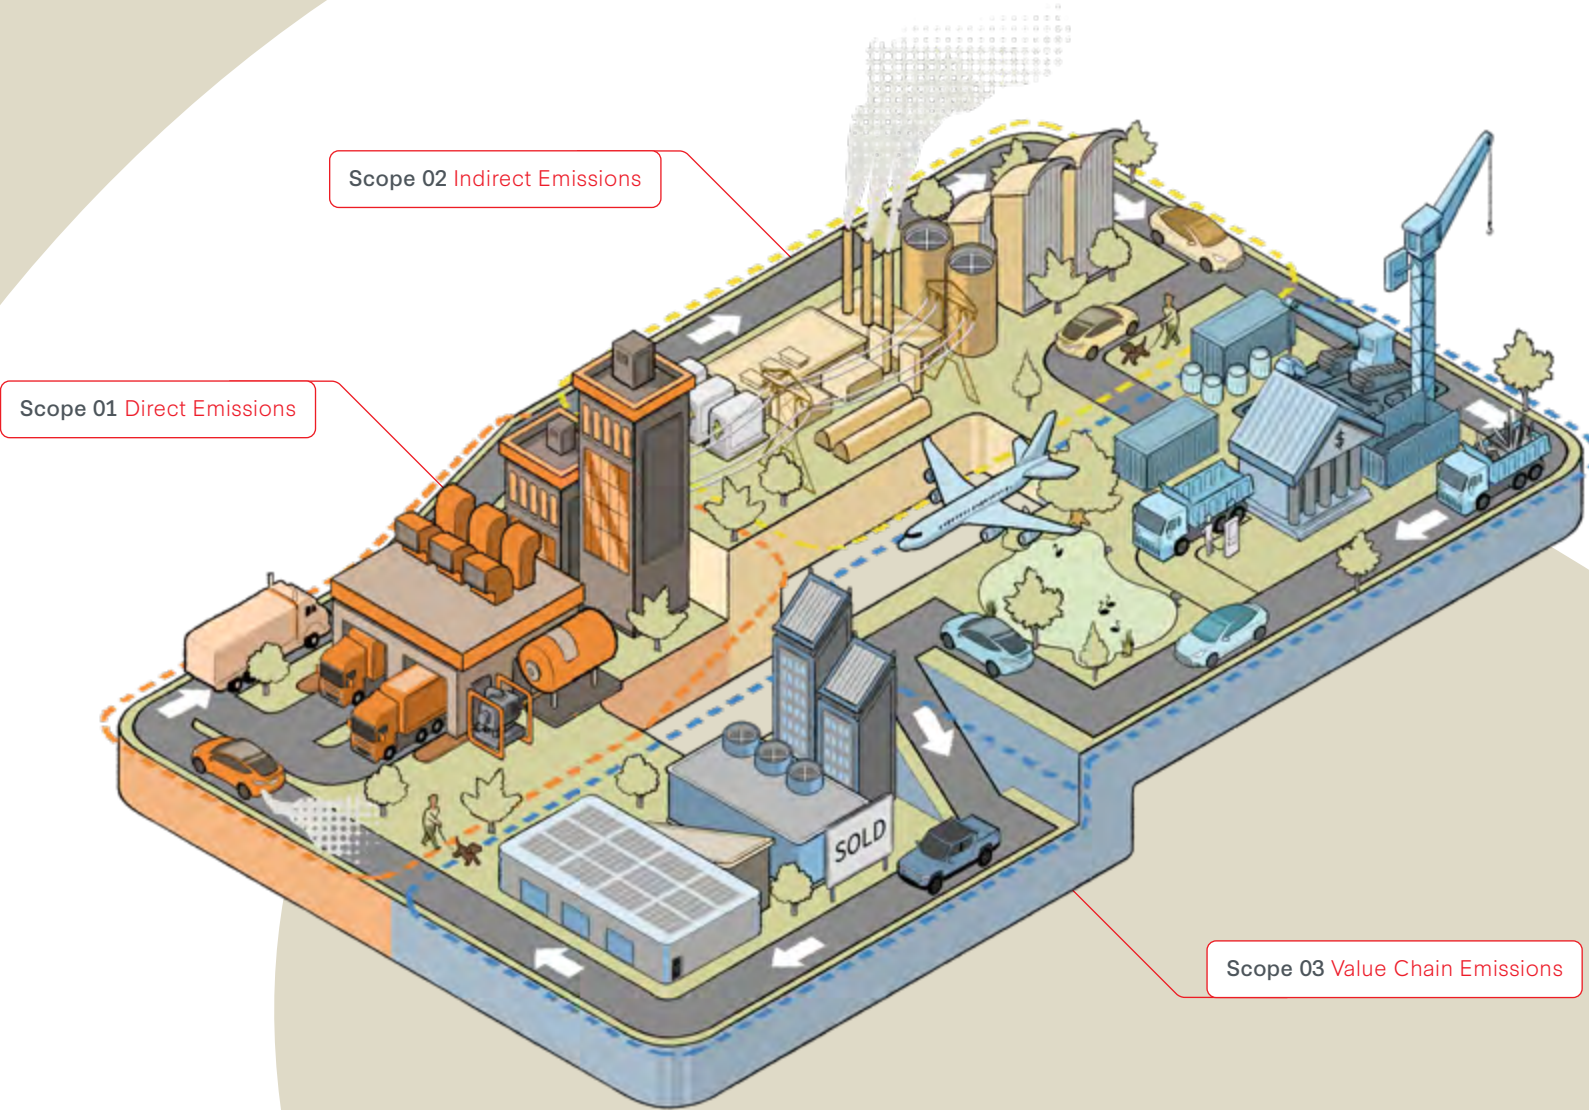 Scope 02 Indirect Emissions
Scope 01 Direct Emissions
$
SOLD
Scope 03 Value Chain Emissions